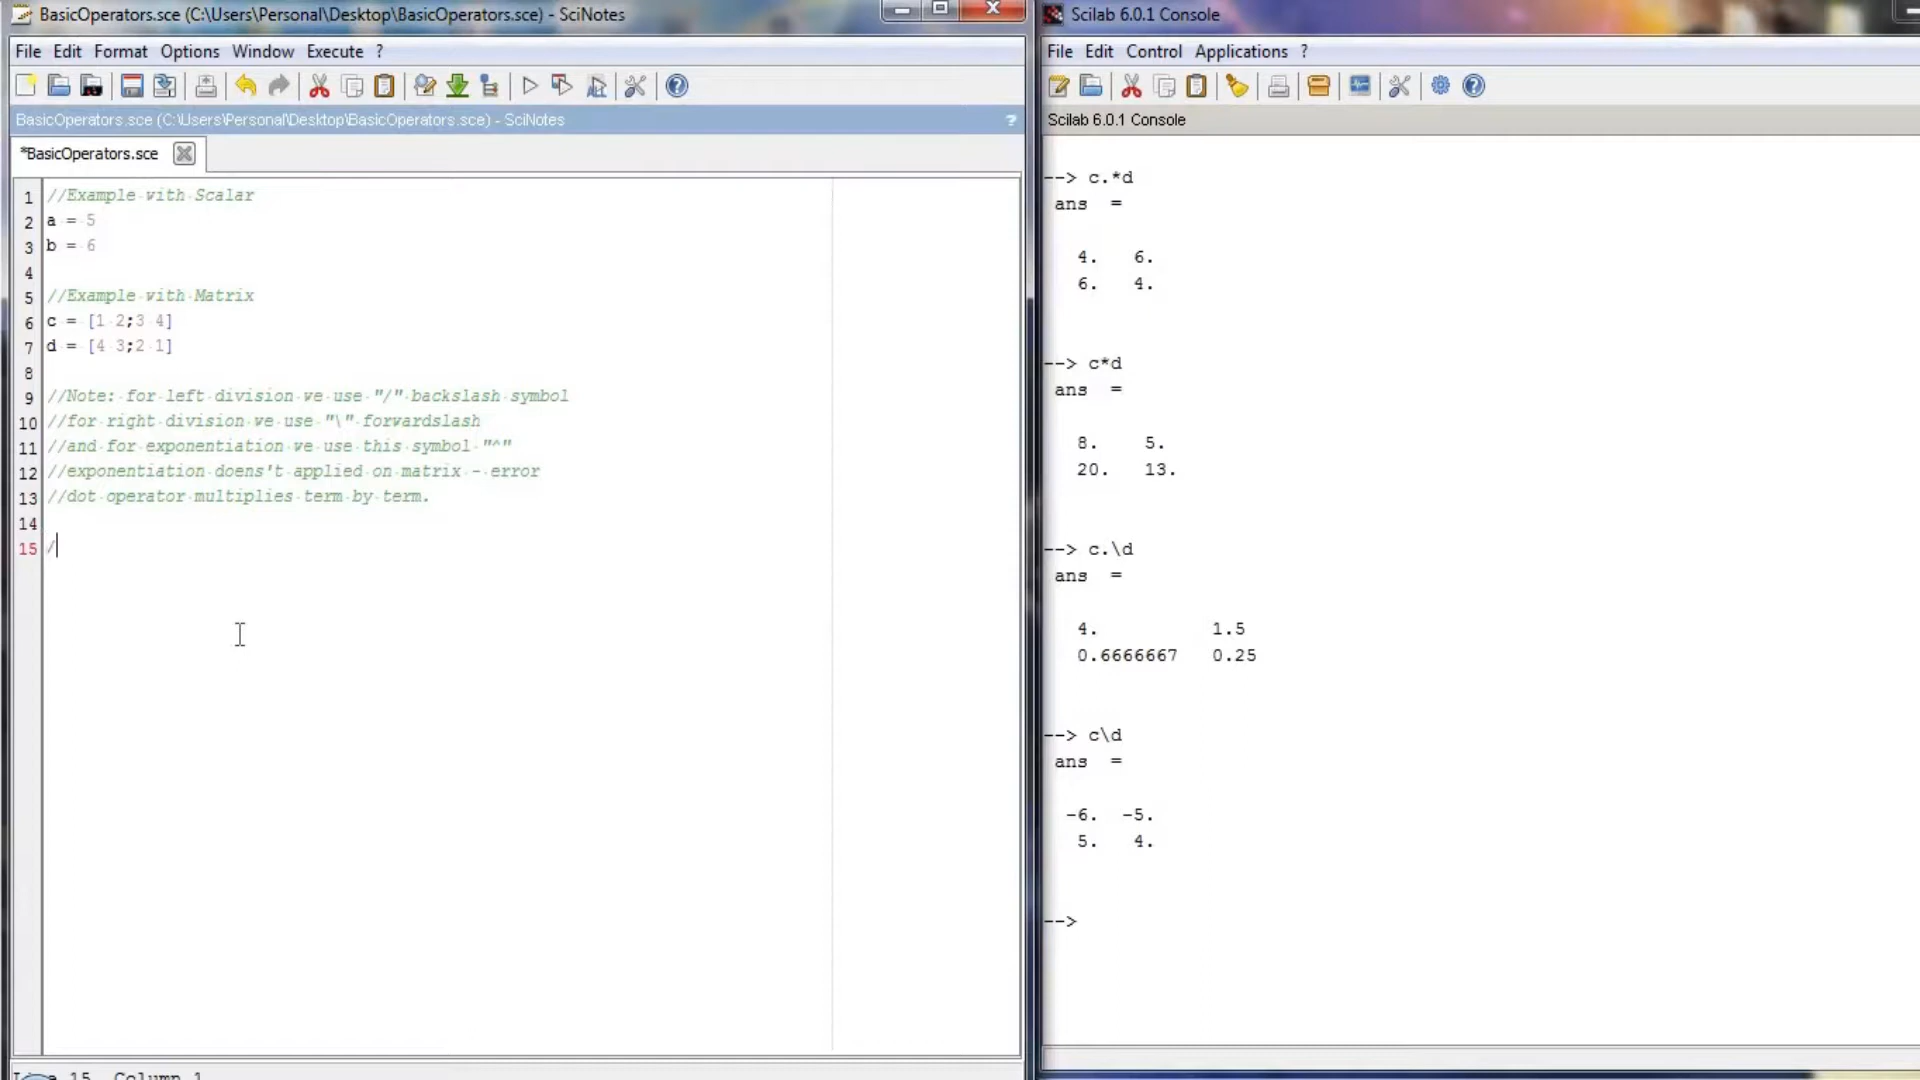 BasicOperators.sce (C:\Users\Personal\Desktop\BasicOperators.sce) - SciNotes
File Edit Format Options Window Execute ?
BasicOperators.sce (C:\Users\Personal\Desktop\BasicOperators.sce) - SciNotes ?
*BasicOperators.sce
1 //Example with Scalar
2 a = 5
3 b = 6
4
5 //Example with Matrix
6 c = [1 2;3 4]
7 d = [4 3;2 1]
8
9 //Note: for left division we use "/" backslash symbol
10 //for right division we use "\" forwardslash
11 //and for exponentiation we use this symbol "^"
12 //exponentiation doens't applied on matrix - error
13 //dot operator multiplies term by term.
14
15 /
Line 15, Column 1
Scilab 6.0.1 Console
File Edit Control Applications ?
Scilab 6.0.1 Console
--> c.*d
ans =
4. 6.
6. 4.
--> c*d
ans =
8. 5.
20. 13.
--> c.\d
ans =
4. 1.5
0.6666667 0.25
--> c\d
ans =
-6. -5.
5. 4.
-->